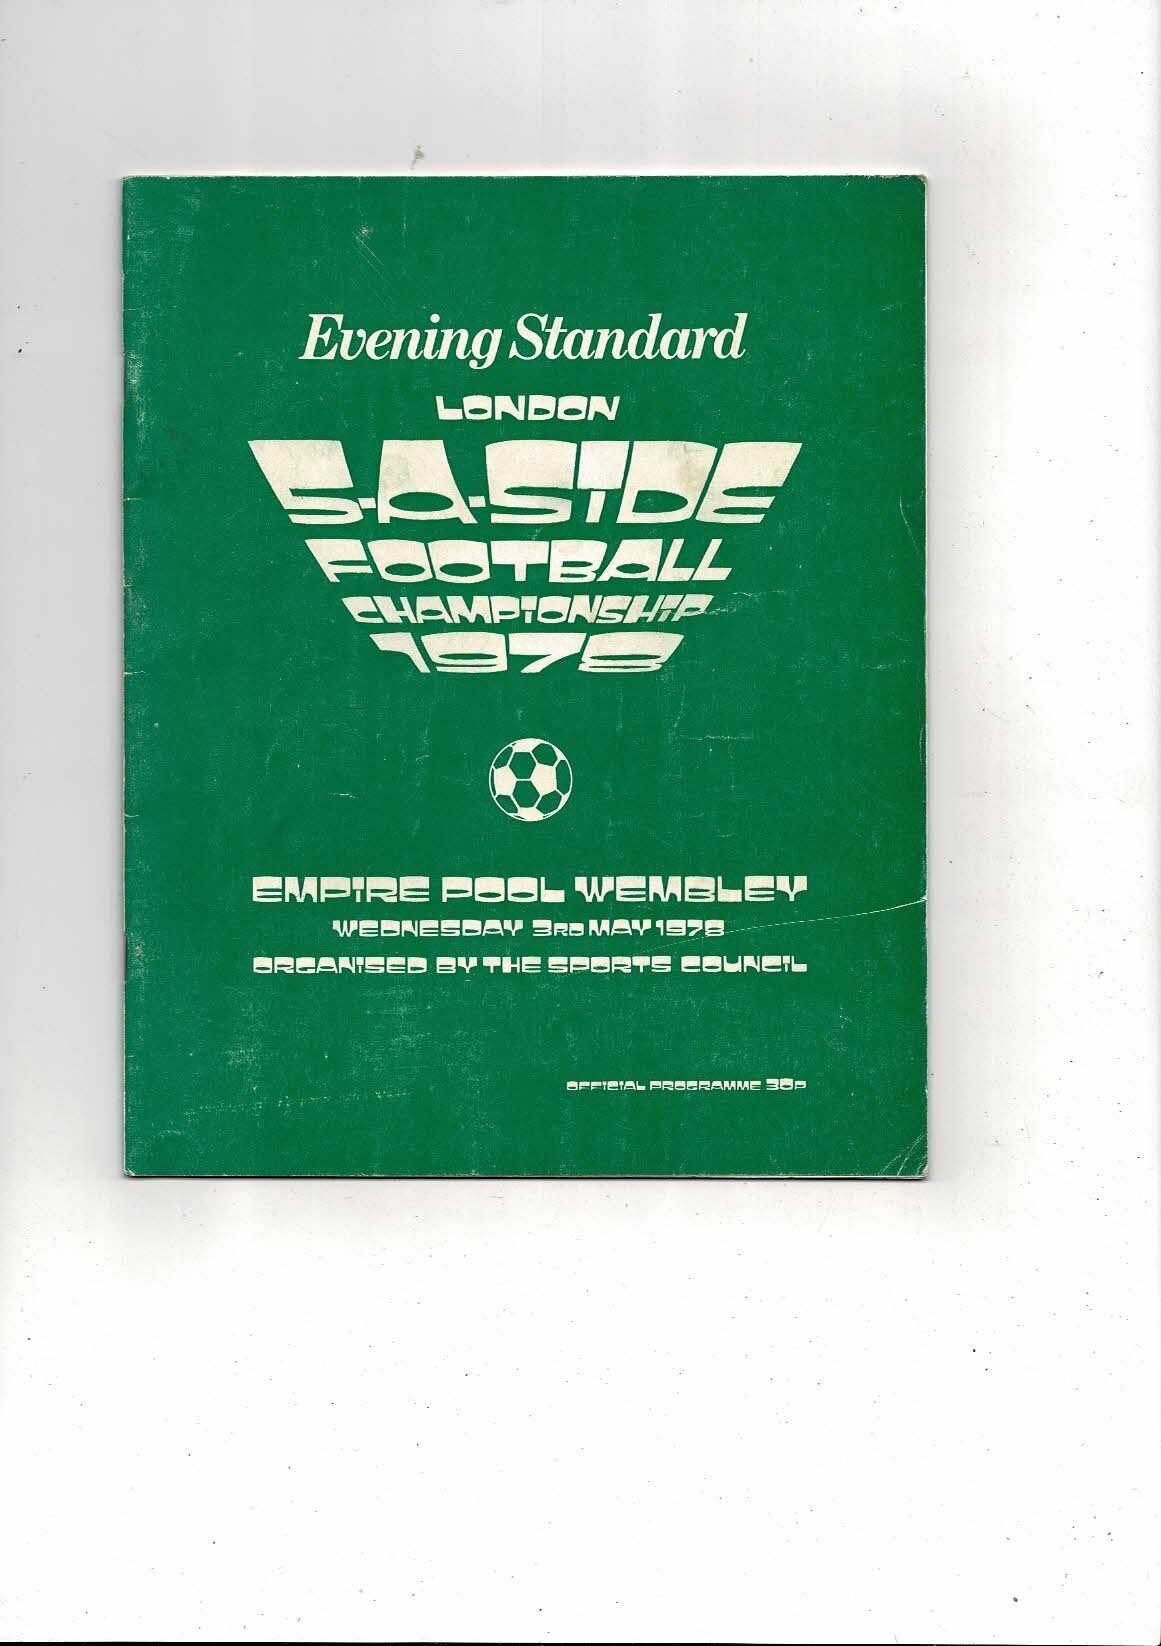 Evening Standard
LONDON
5-A-SIDE
FOOTBALL
CHAMPIONSHIP
1978
EMPIRE POOL WEMBLEY
WEDNESDAY 3RD MAY 1978
ORGANISED BY THE SPORTS COUNCIL
OFFICIAL PROGRAMME 30P